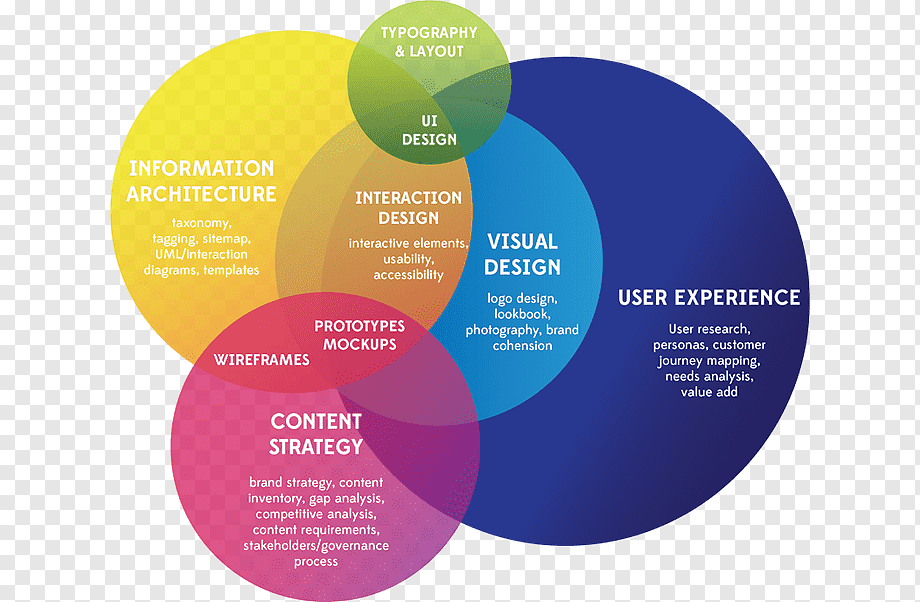 TYPOGRAPHY
& LAYOUT
UI
DESIGN
INFORMATION
ARCHITECTURE
taxonomy,
tagging, sitemap,
UML/Interaction
diagrams, templates
INTERACTION
DESIGN
interactive elements,
usability,
accessibility
VISUAL
DESIGN
logo design,
lookbook,
photography, brand
cohension
USER EXPERIENCE
User research,
personas, customer
journey mapping,
needs analysis,
value add
PROTOTYPES
MOCKUPS
WIREFRAMES
CONTENT
STRATEGY
brand strategy, content
inventory, gap analysis,
competitive analysis,
content requirements,
stakeholders/governance
process